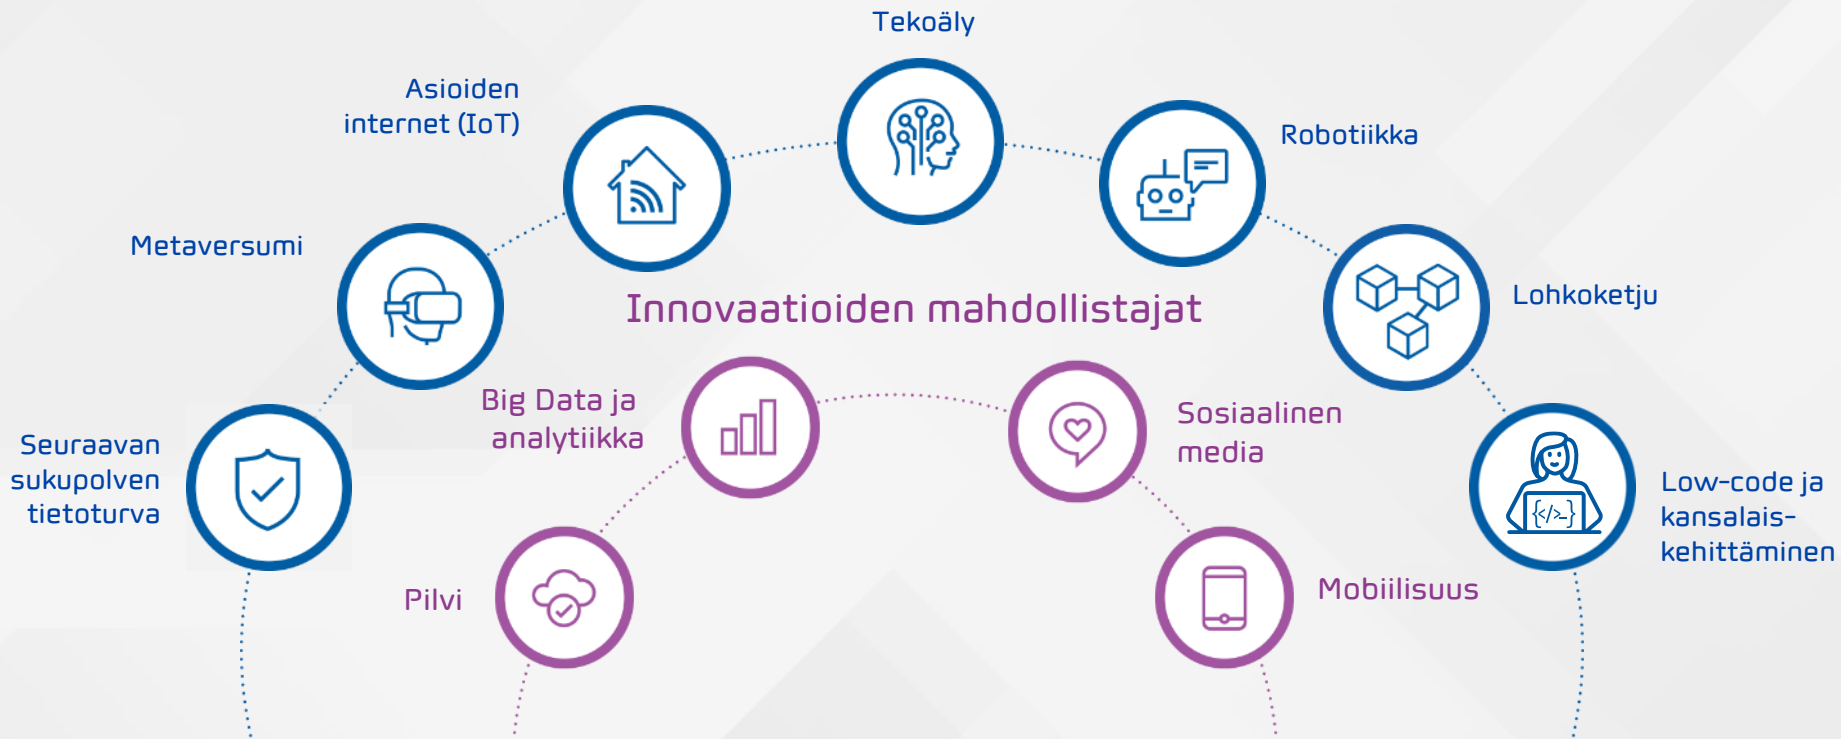 Tekoäly
Asioiden
internet (IoT)
Robotiikka
Metaversumi
Lohkoketju
Innovaatioiden mahdollistajat
Big Data ja
analytiikka
Sosiaalinen
media
Seuraavan
sukupolven
tietoturva
Low-code ja
kansalais-
kehittäminen
{</>_}
Pilvi
Mobiilisuus